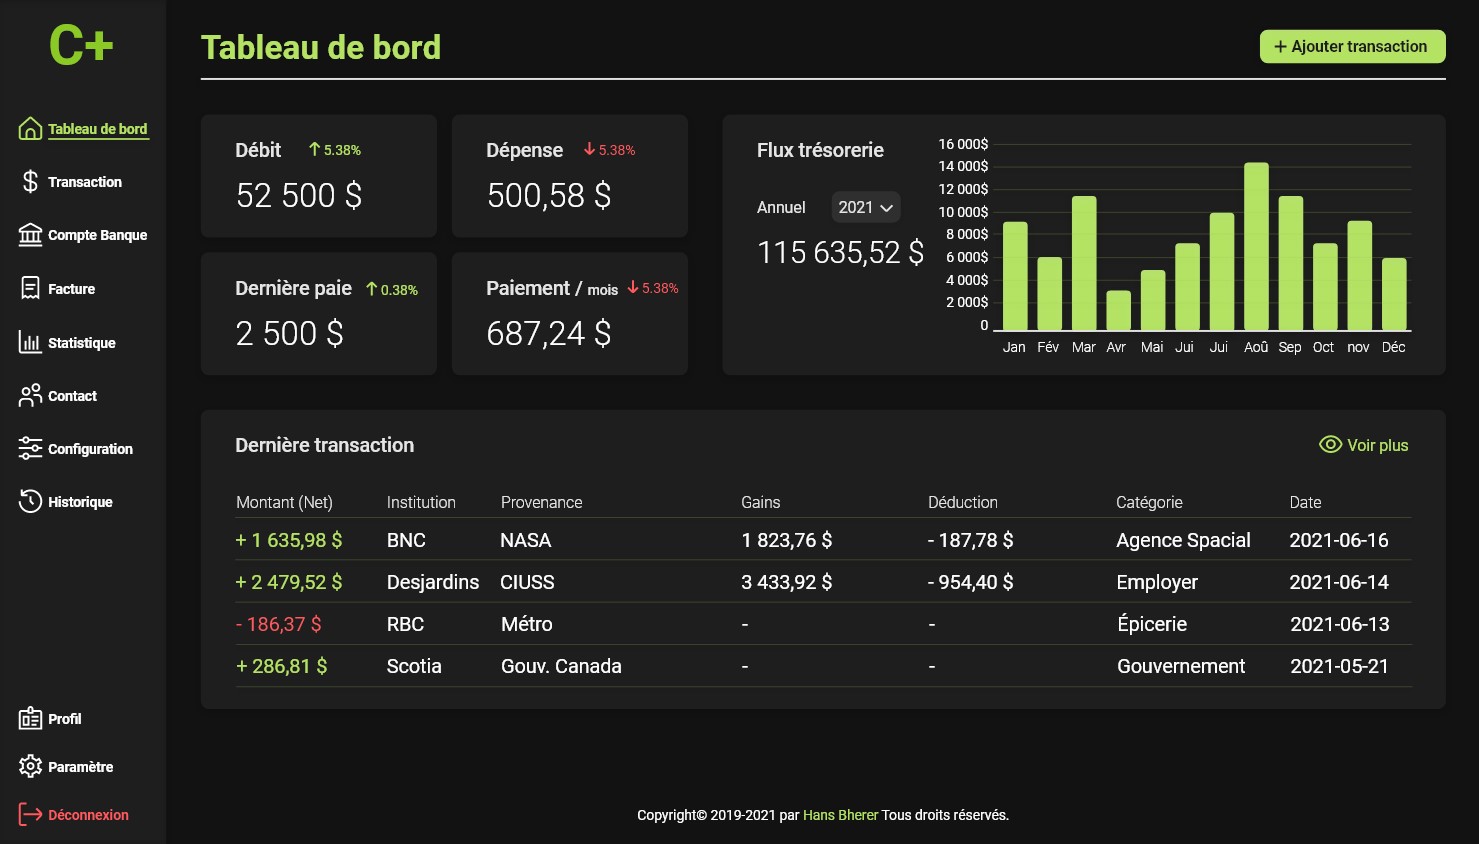 C+
Tableau de bord
Transaction
Compte Banque
Facture
Statistique
Contact
Configuration
Historique
Profil
Paramètre
Déconnexion
Tableau de bord
+ Ajouter transaction
Débit ↑ 5.38%
52 500 $
Dépense ↓ 5.38%
500,58 $
Dernière paie ↑ 0.38%
2 500 $
Paiement / mois ↓ 5.38%
687,24 $
Flux trésorerie
Annuel 2021
115 635,52 $
16 000$
14 000$
12 000$
10 000$
8 000$
6 000$
4 000$
2 000$
0
Jan Fév Mar Avr Mai Jui Jui Aoû Sep Oct nov Déc
Dernière transaction
Voir plus
Montant (Net) Institution Provenance Gains Déduction Catégorie Date
+ 1 635,98 $ BNC NASA 1 823,76 $ - 187,78 $ Agence Spacial 2021-06-16
+ 2 479,52 $ Desjardins CIUSS 3 433,92 $ - 954,40 $ Employer 2021-06-14
- 186,37 $ RBC Métro - - Épicerie 2021-06-13
+ 286,81 $ Scotia Gouv. Canada - - Gouvernement 2021-05-21
Copyright© 2019-2021 par Hans Bherer Tous droits réservés.